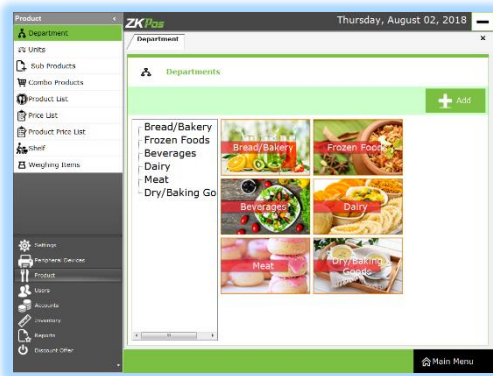 Product
ZKPos
Thursday, August 02, 2018
Department
Department
Units
Sub Products
Combo Products
Product List
Price List
Product Price List
Shelf
Weighing Items
Departments
Add
Bread/Bakery
Frozen Foods
Beverages
Dairy
Meat
Dry/Baking Go
Bread/Bakery
Frozen Foods
Beverages
Dairy
Meat
Dry/Baking
Goods
Settings
Peripheral Devices
Product
Users
Accounts
Inventory
Reports
Discount Offer
Main Menu